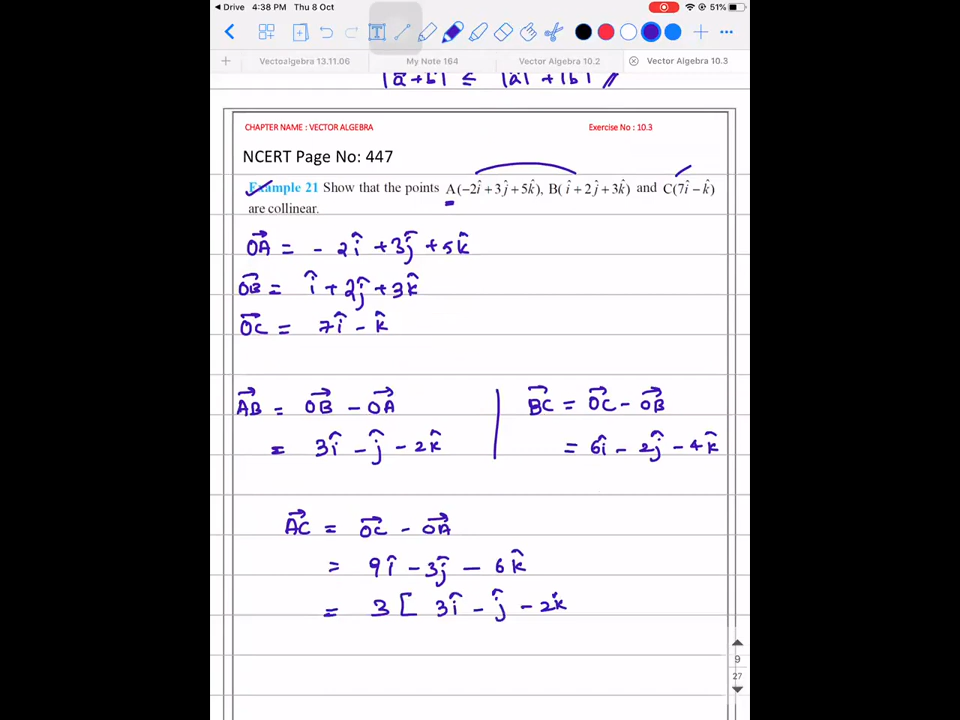 Drive 4:38 PM Thu 8 Oct 51%
Vectoalgebra 13.11.06 My Note 164 Vector Algebra 10.2 Vector Algebra 10.3
|a⃗+b⃗| ≤ |a⃗| + |b⃗| //
CHAPTER NAME : VECTOR ALGEBRA Exercise No : 10.3
NCERT Page No: 447
Example 21 Show that the points A(−2î+3ĵ+5k̂), B(î+2ĵ+3k̂) and C(7î−k̂)
are collinear.
OA⃗ = - 2î + 3ĵ + 5k̂
OB⃗ = î + 2ĵ + 3k̂
OC⃗ = 7î - k̂
AB⃗ = OB⃗ - OA⃗
= 3î - ĵ - 2k̂
BC⃗ = OC⃗ - OB⃗
= 6î - 2ĵ - 4k̂
AC⃗ = OC⃗ - OA⃗
= 9î - 3ĵ - 6k̂
= 3 [ 3î - ĵ - 2k
9
27